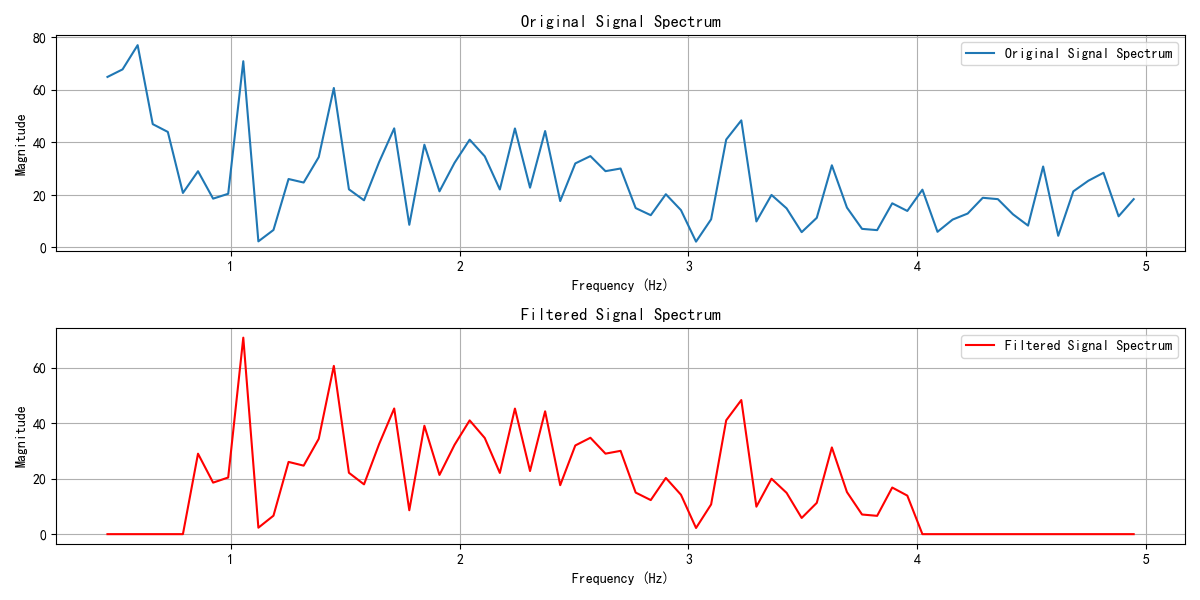 Original Signal Spectrum
80
60
40
20
0
Magnitude
Original Signal Spectrum
1 2 3 4 5
Frequency (Hz)
Filtered Signal Spectrum
60
40
20
0
Magnitude
Filtered Signal Spectrum
1 2 3 4 5
Frequency (Hz)